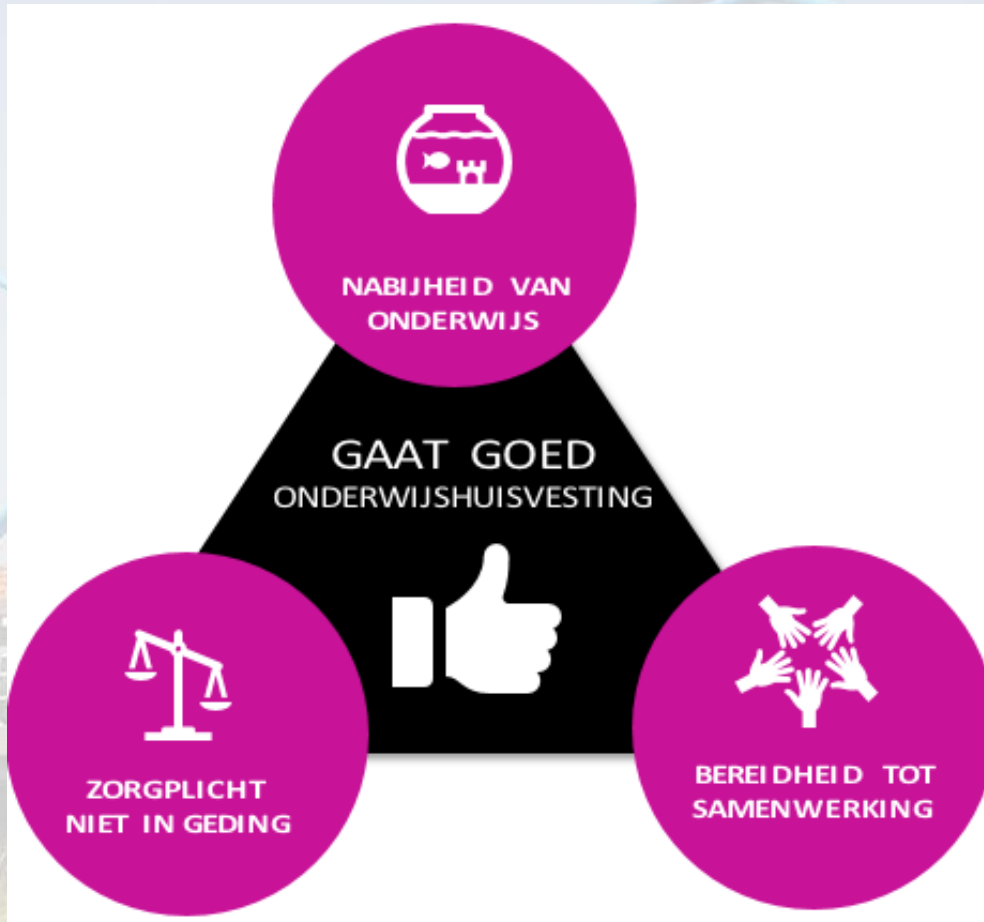 NABIJHEID VAN
ONDERWIJS
GAAT GOED
ONDERWIJSHUISVESTING
ZORGPLICHT
NIET IN GEDING
BEREIDHEID TOT
SAMENWERKING